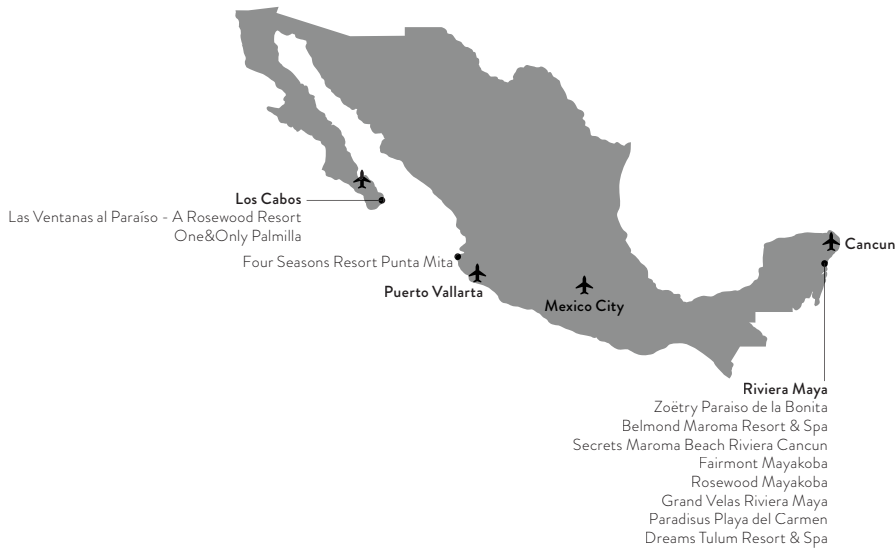 Los Cabos
Las Ventanas al Paraíso - A Rosewood Resort
One&Only Palmilla
Four Seasons Resort Punta Mita
Puerto Vallarta
Mexico City
Cancun
Riviera Maya
Zoëtry Paraiso de la Bonita
Belmond Maroma Resort & Spa
Secrets Maroma Beach Riviera Cancun
Fairmont Mayakoba
Rosewood Mayakoba
Grand Velas Riviera Maya
Paradisus Playa del Carmen
Dreams Tulum Resort & Spa